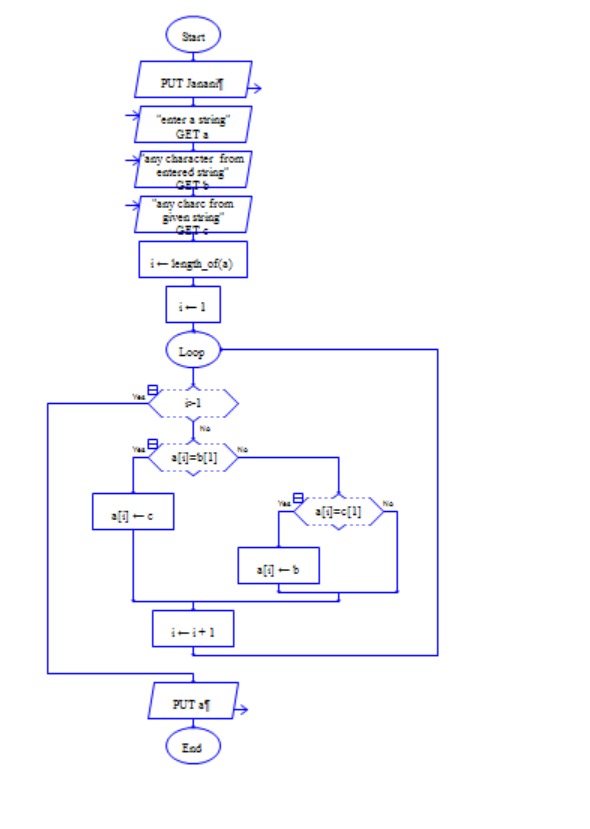 Start
PUT Janani¶
"enter a string"
GET a
"any character from
entered string"
GET b
"any charc from
given string"
GET c
i ← length_of(a)
i ← 1
Loop
Yes
i>1
No
Yes
a[i]=b[1]
No
a[i] ← c
Yes
a[i]=c[1]
No
a[i] ← b
i ← i + 1
PUT a¶
End